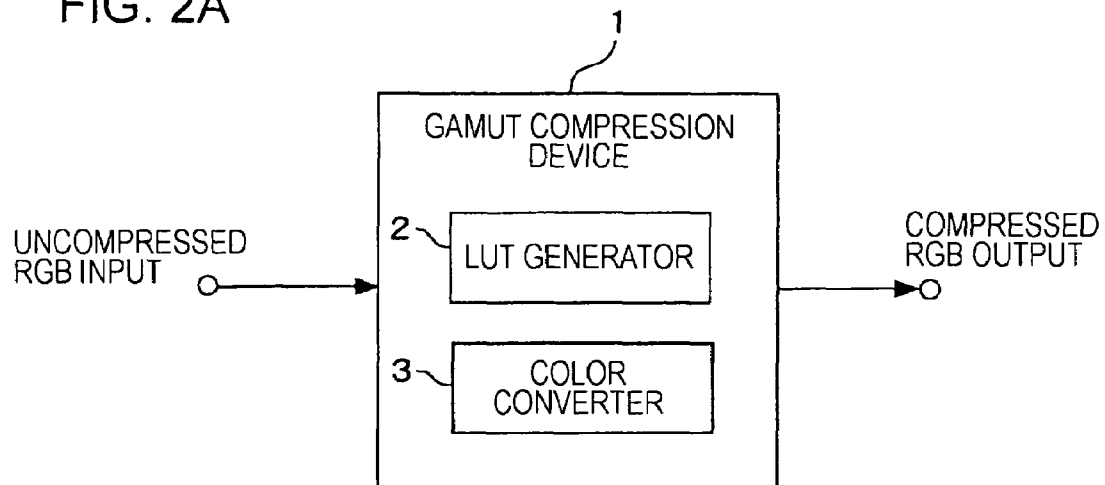 FIG. 2A
1
GAMUT COMPRESSION
DEVICE
2
LUT GENERATOR
UNCOMPRESSED
RGB INPUT
COMPRESSED
RGB OUTPUT
3
COLOR
CONVERTER